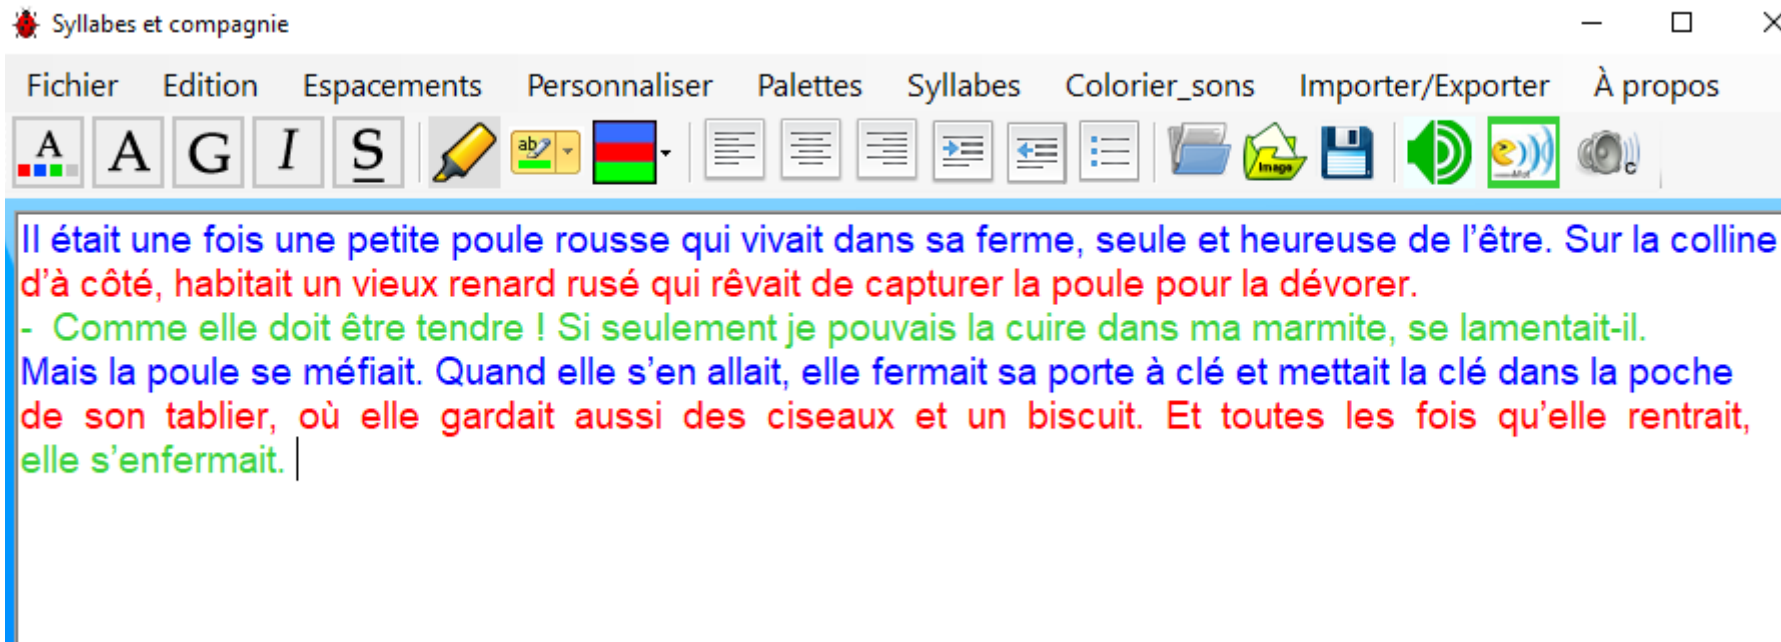 Syllabes et compagnie
Fichier Edition Espacements Personnaliser Palettes Syllabes Colorier_sons Importer/Exporter À propos
A A G I S ab Image Mot C
Il était une fois une petite poule rousse qui vivait dans sa ferme, seule et heureuse de l’être. Sur la colline
d’à côté, habitait un vieux renard rusé qui rêvait de capturer la poule pour la dévorer.
- Comme elle doit être tendre ! Si seulement je pouvais la cuire dans ma marmite, se lamentait-il.
Mais la poule se méfiait. Quand elle s’en allait, elle fermait sa porte à clé et mettait la clé dans la poche
de son tablier, où elle gardait aussi des ciseaux et un biscuit. Et toutes les fois qu’elle rentrait,
elle s’enfermait.